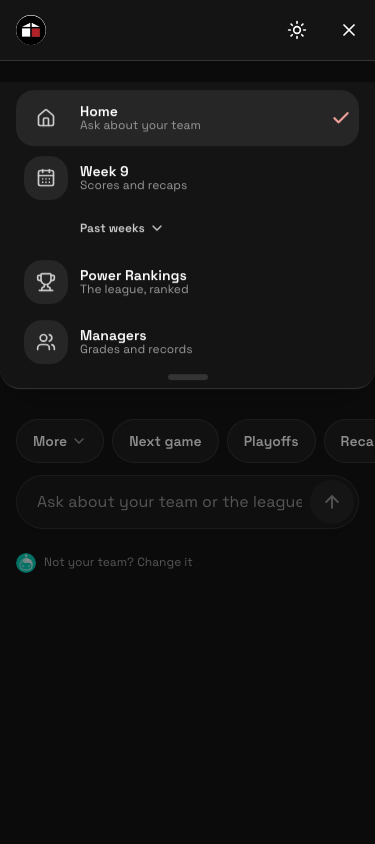 Home
Ask about your team
Week 9
Scores and recaps
Past weeks
Power Rankings
The league, ranked
Managers
Grades and records
More
Next game
Playoffs
Reca
Ask about your team or the league
Not your team? Change it